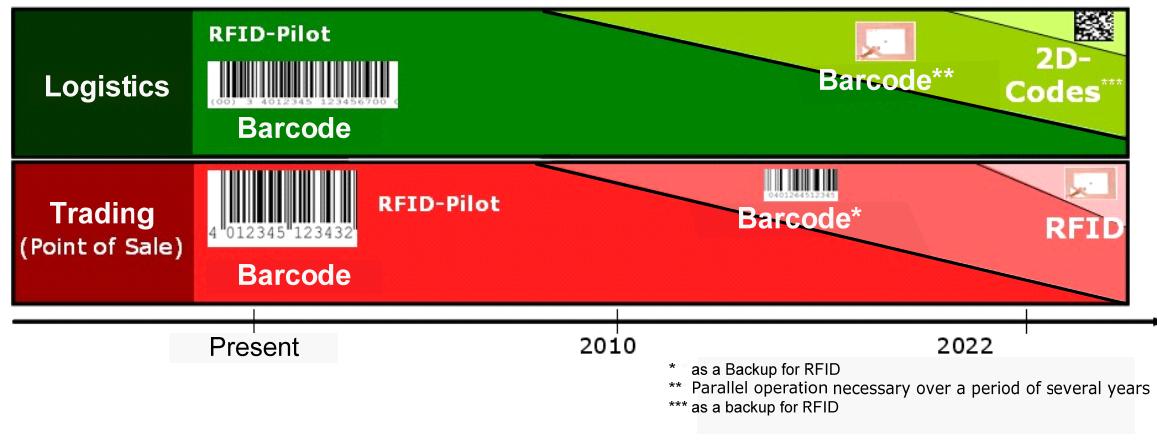 RFID-Pilot
Logistics
(00) 3 4012345 123456700
Barcode
Barcode**
2D-
Codes***
Trading
(Point of Sale)
4 012345 123432
RFID-Pilot
Barcode
0401264512345
Barcode*
RFID
Present
2010
2022
* as a Backup for RFID
** Parallel operation necessary over a period of several years
*** as a backup for RFID